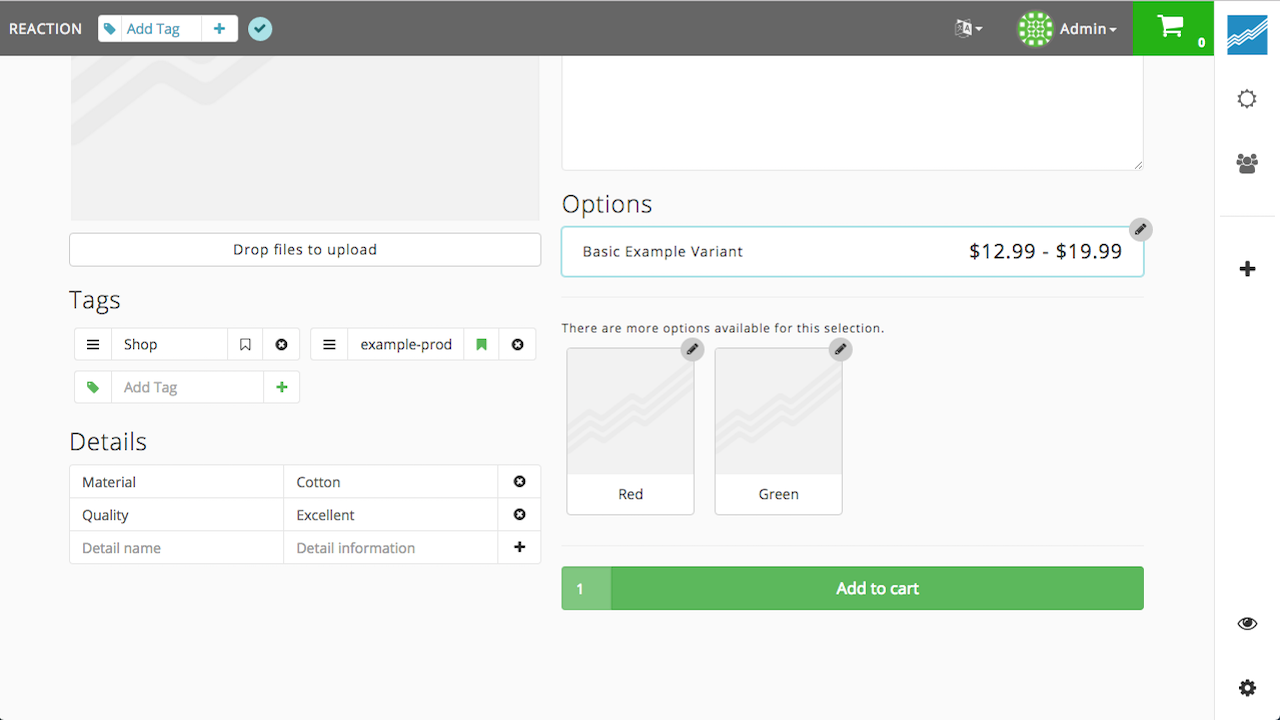 REACTION
Add Tag
Admin
0
Drop files to upload
Tags
Shop
example-prod
Add Tag
Details
Material Cotton
Quality Excellent
Detail name Detail information
Options
Basic Example Variant $12.99 - $19.99
There are more options available for this selection.
Red
Green
1 Add to cart